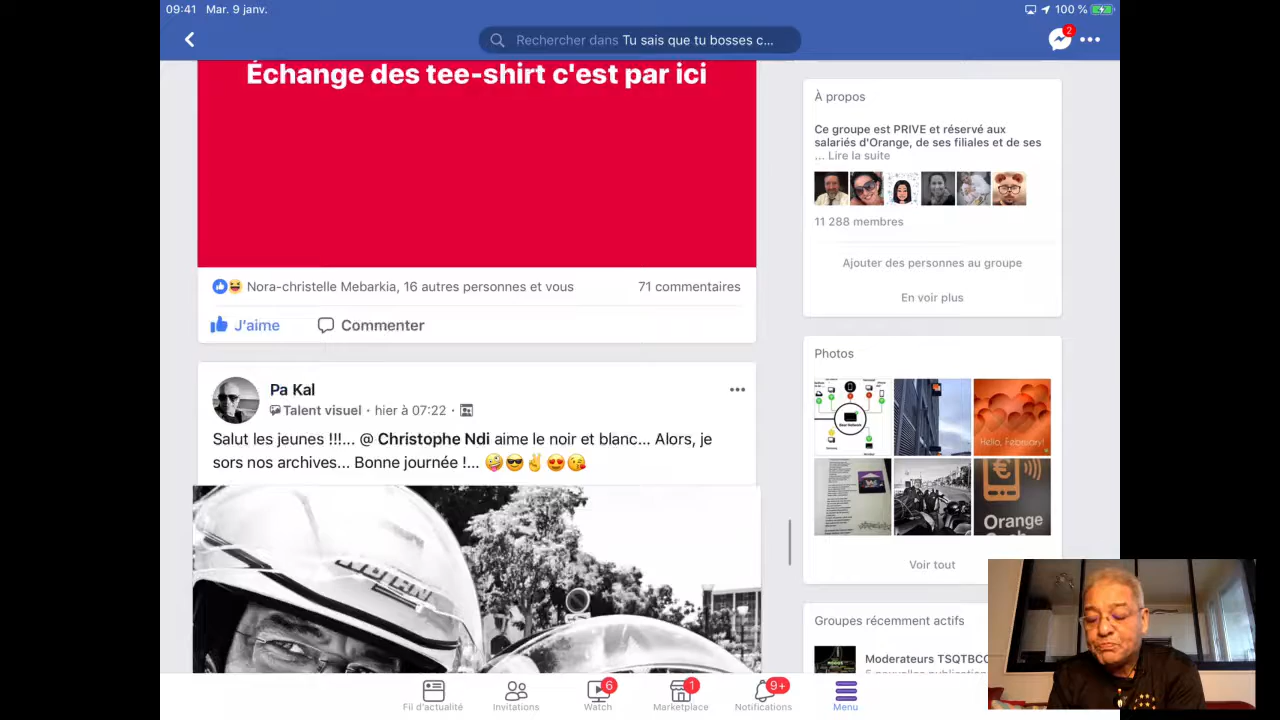 09:41 Mar. 9 janv.
100 %
Rechercher dans Tu sais que tu bosses c...
2
Échange des tee-shirt c'est par ici
Nora-christelle Mebarkia, 16 autres personnes et vous
71 commentaires
J'aime
Commenter
Pa Kal
Talent visuel · hier à 07:22 ·
Salut les jeunes !!!... @ Christophe Ndi aime le noir et blanc... Alors, je
sors nos archives... Bonne journée !...
NOLAN
À propos
Ce groupe est PRIVE et réservé aux
salariés d'Orange, de ses filiales et de ses
... Lire la suite
11 288 membres
Ajouter des personnes au groupe
En voir plus
Photos
Hello, February!
Orange
Voir tout
Groupes récemment actifs
Moderateurs TSQTBCC
Fil d'actualité
Invitations
6
Watch
1
Marketplace
9+
Notifications
Menu